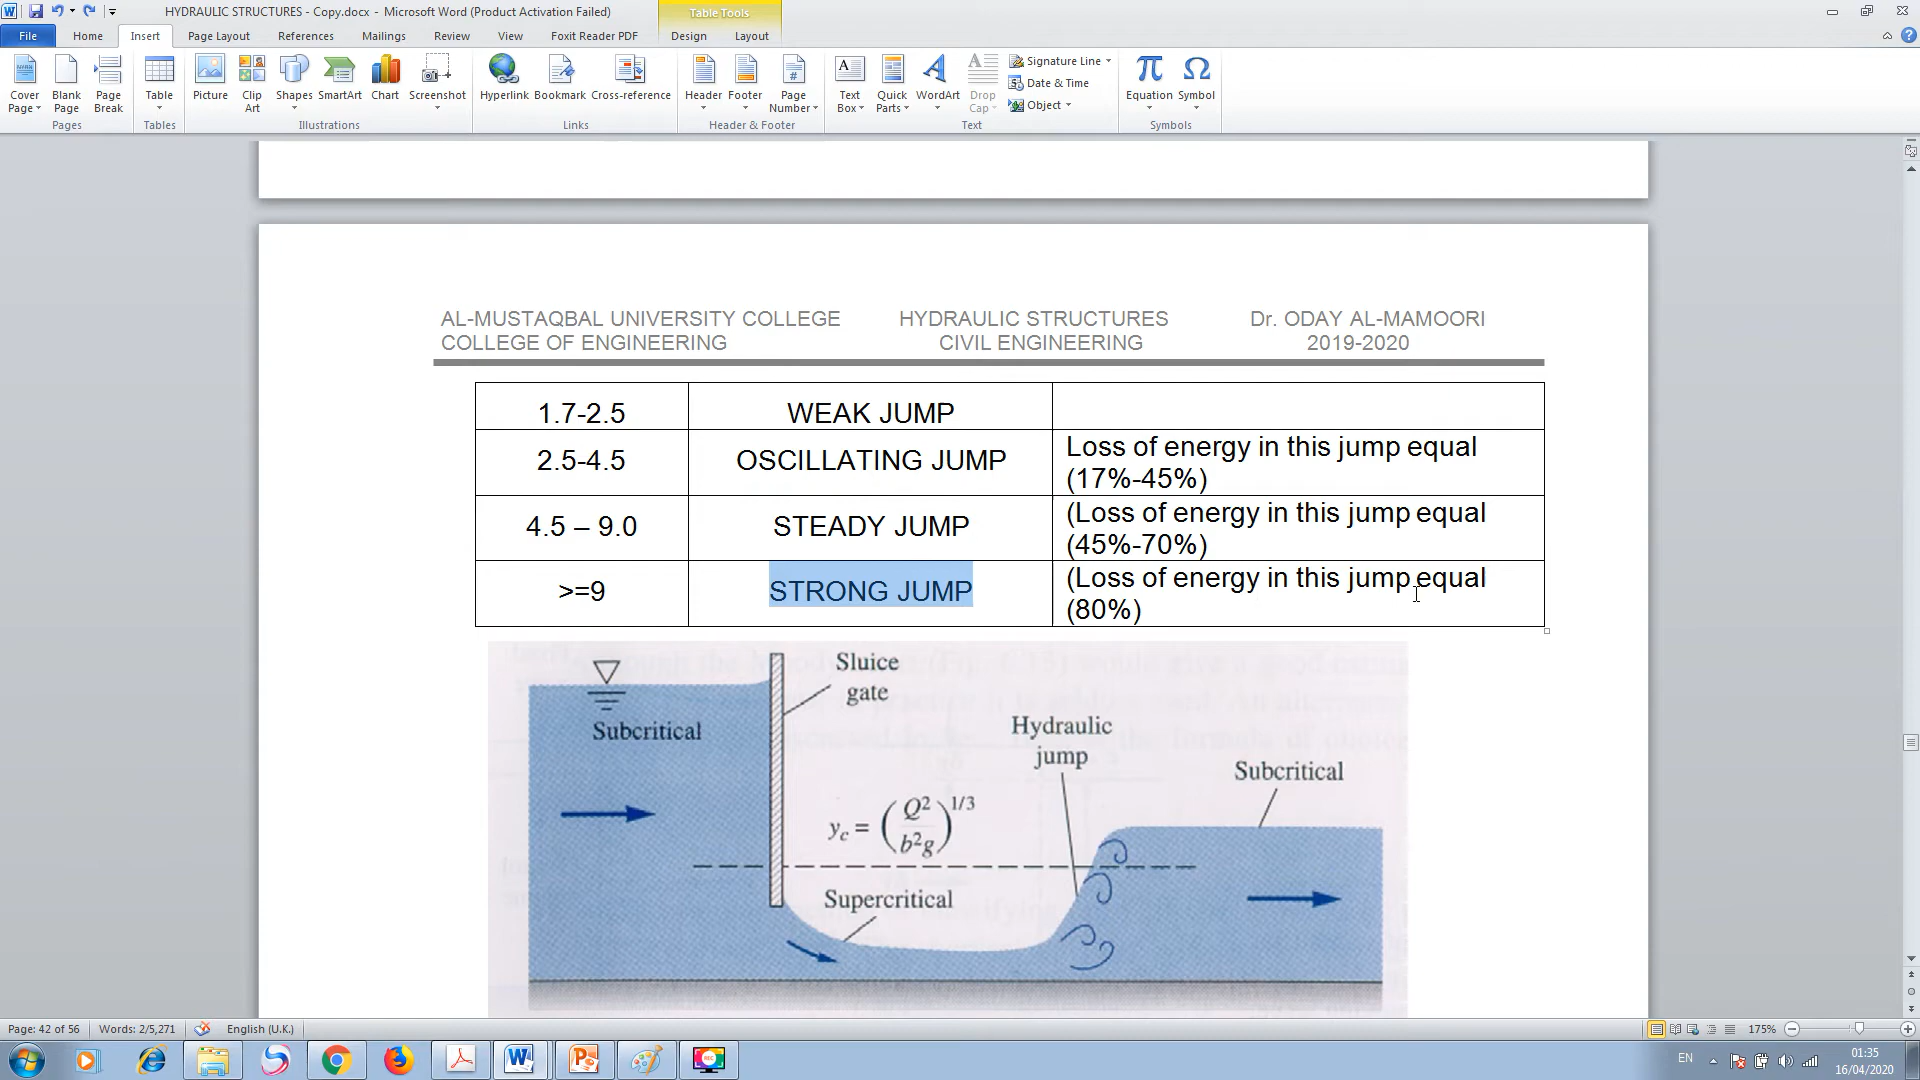 HYDRAULIC STRUCTURES - Copy.docx - Microsoft Word (Product Activation Failed)
Table Tools
File Home Insert Page Layout References Mailings Review View Foxit Reader PDF Design Layout
Cover Page
Blank Page
Page Break
Table
Picture
Clip Art
Shapes
SmartArt
Chart
Screenshot
Hyperlink
Bookmark
Cross-reference
Header
Footer
Page Number
Text Box
Quick Parts
WordArt
Drop Cap
Signature Line
Date & Time
Object
Equation
Symbol
Pages Tables Illustrations Links Header & Footer Text Symbols
AL-MUSTAQBAL UNIVERSITY COLLEGE HYDRAULIC STRUCTURES Dr. ODAY AL-MAMOORI
COLLEGE OF ENGINEERING CIVIL ENGINEERING 2019-2020
1.7-2.5 WEAK JUMP
2.5-4.5 OSCILLATING JUMP Loss of energy in this jump equal
(17%-45%)
4.5 – 9.0 STEADY JUMP (Loss of energy in this jump equal
(45%-70%)
>=9 STRONG JUMP (Loss of energy in this jump equal
(80%)
Sluice
gate
Subcritical
Hydraulic
jump
Subcritical
y_c = (Q²/b²g)^1/3
Supercritical
Page: 42 of 56 Words: 2/5,271 English (U.K.) 175%
EN
01:35
16/04/2020